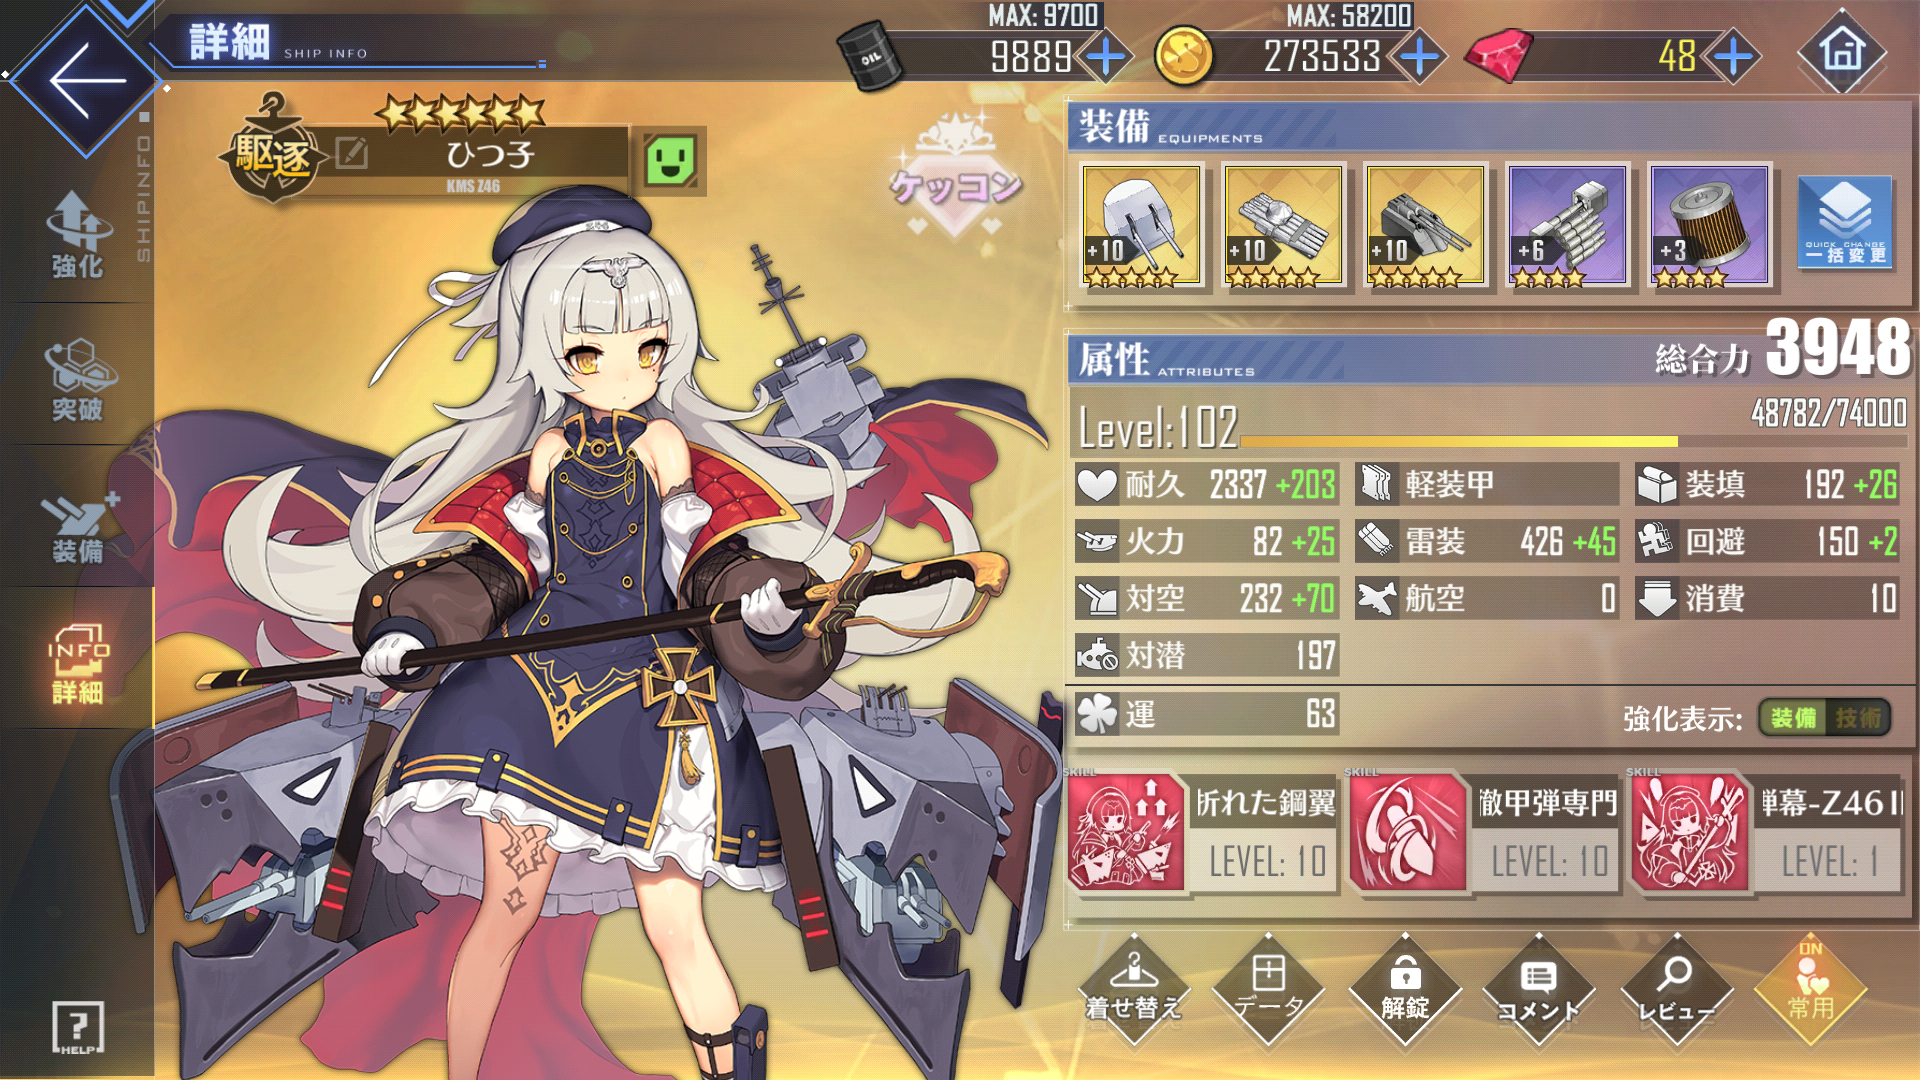 詳細 SHIP INFO
MAX: 9700
9889
OIL
MAX: 58200
273533
48
SHIPINFO
強化
突破
装備
INFO
詳細
?
HELP
駆逐
ひつ子
KMS Z46
ケッコン
装備 EQUIPMENTS
+10
+10
+10
+6
+3
QUICK CHANGE
一括変更
属性 ATTRIBUTES
総合力 3948
Level:102
48782/74000
耐久 2337 +203
軽装甲
装填 192 +26
火力 82 +25
雷装 426 +45
回避 150 +2
対空 232 +70
航空 0
消費 10
対潜 197
運 63
強化表示: 装備 技術
SKILL
折れた鋼翼
LEVEL: 10
SKILL
徹甲弾専門
LEVEL: 10
SKILL
弾幕-Z46 II
LEVEL: 1
着せ替え
データ
解錠
コメント
レビュー
ON
常用